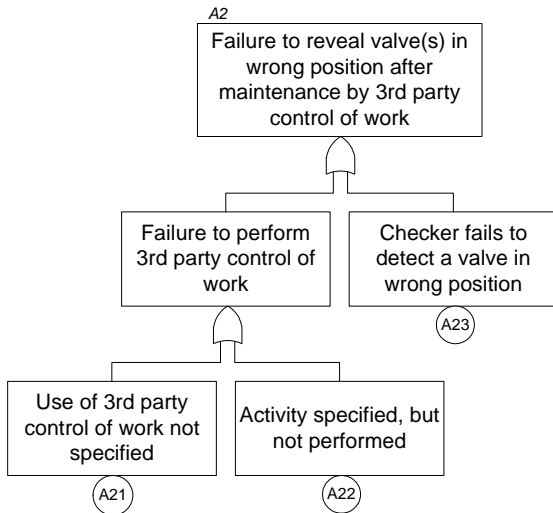 A2
Failure to reveal valve(s) in
wrong position after
maintenance by 3rd party
control of work
Failure to perform
3rd party control of
work
Checker fails to
detect a valve in
wrong position
A23
Use of 3rd party
control of work not
specified
Activity specified, but
not performed
A21
A22